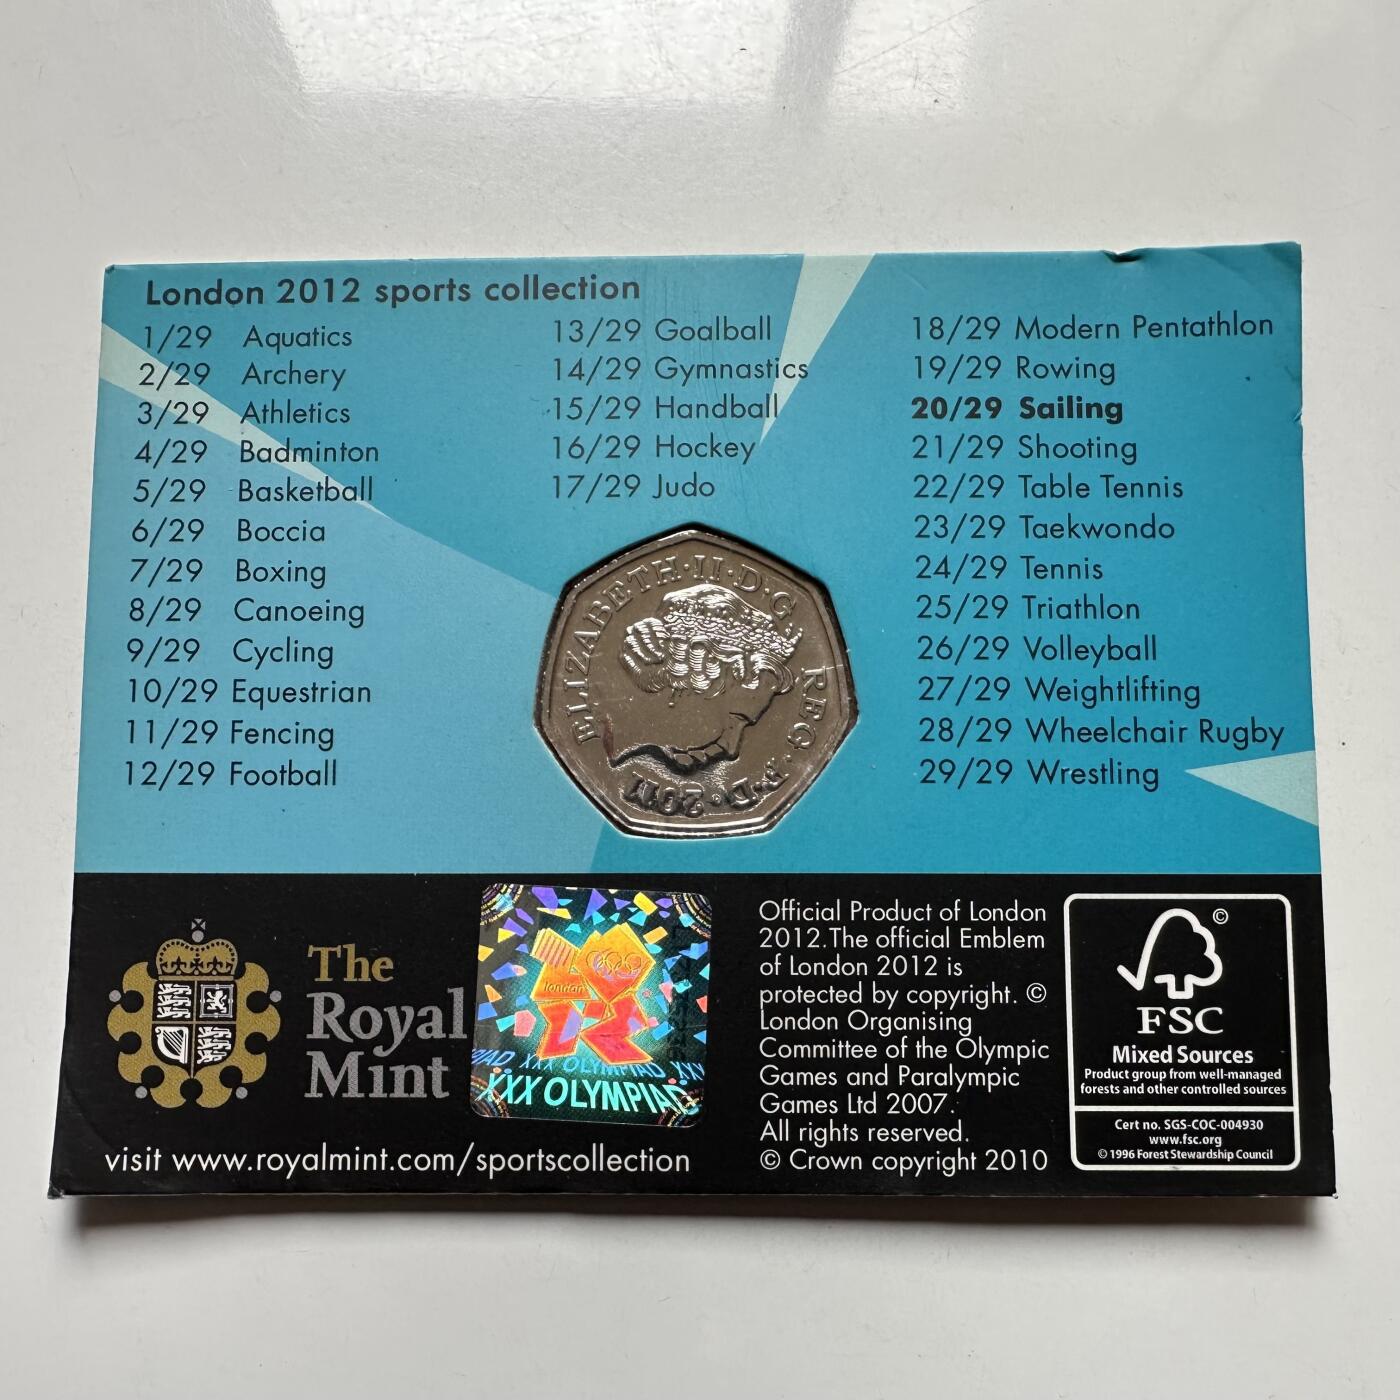 London 2012 sports collection
1/29 Aquatics
2/29 Archery
3/29 Athletics
4/29 Badminton
5/29 Basketball
6/29 Boccia
7/29 Boxing
8/29 Canoeing
9/29 Cycling
10/29 Equestrian
11/29 Fencing
12/29 Football
13/29 Goalball
14/29 Gymnastics
15/29 Handball
16/29 Hockey
17/29 Judo
18/29 Modern Pentathlon
19/29 Rowing
20/29 Sailing
21/29 Shooting
22/29 Table Tennis
23/29 Taekwondo
24/29 Tennis
25/29 Triathlon
26/29 Volleyball
27/29 Weightlifting
28/29 Wheelchair Rugby
29/29 Wrestling
ELIZABETH·II·D·G REG·F·D·2011
The
Royal
Mint
london
XXX OLYMPIAD
visit www.royalmint.com/sportscollection
Official Product of London
2012.The official Emblem
of London 2012 is
protected by copyright. ©
London Organising
Committee of the Olympic
Games and Paralympic
Games Ltd 2007.
All rights reserved.
© Crown copyright 2010
©
FSC
Mixed Sources
Product group from well-managed
forests and other controlled sources
Cert no. SGS-COC-004930
www.fsc.org
© 1996 Forest Stewardship Council